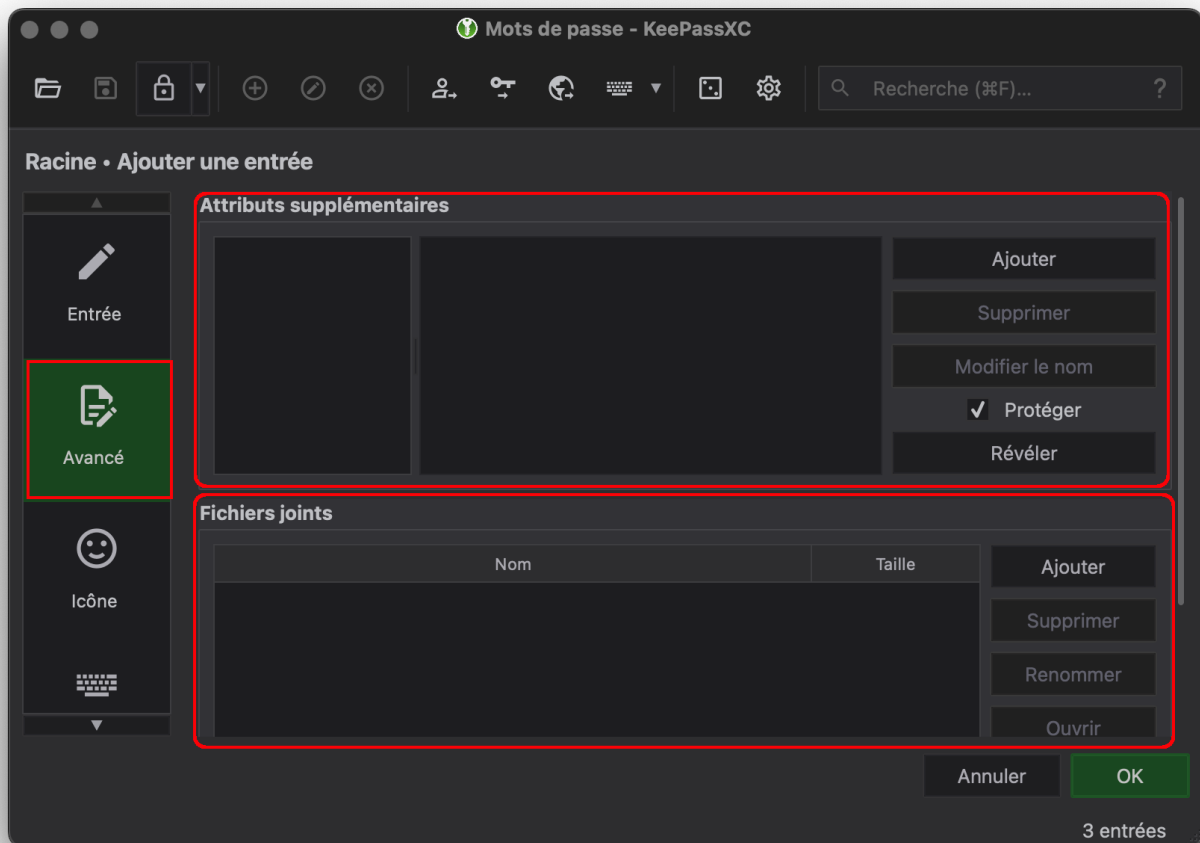 Mots de passe - KeePassXC
Recherche (⌘F)... ?
Racine • Ajouter une entrée
Entrée
Avancé
Icône
Attributs supplémentaires
Ajouter
Supprimer
Modifier le nom
Protéger
Révéler
Fichiers joints
Nom Taille
Ajouter
Supprimer
Renommer
Ouvrir
Annuler OK
3 entrées